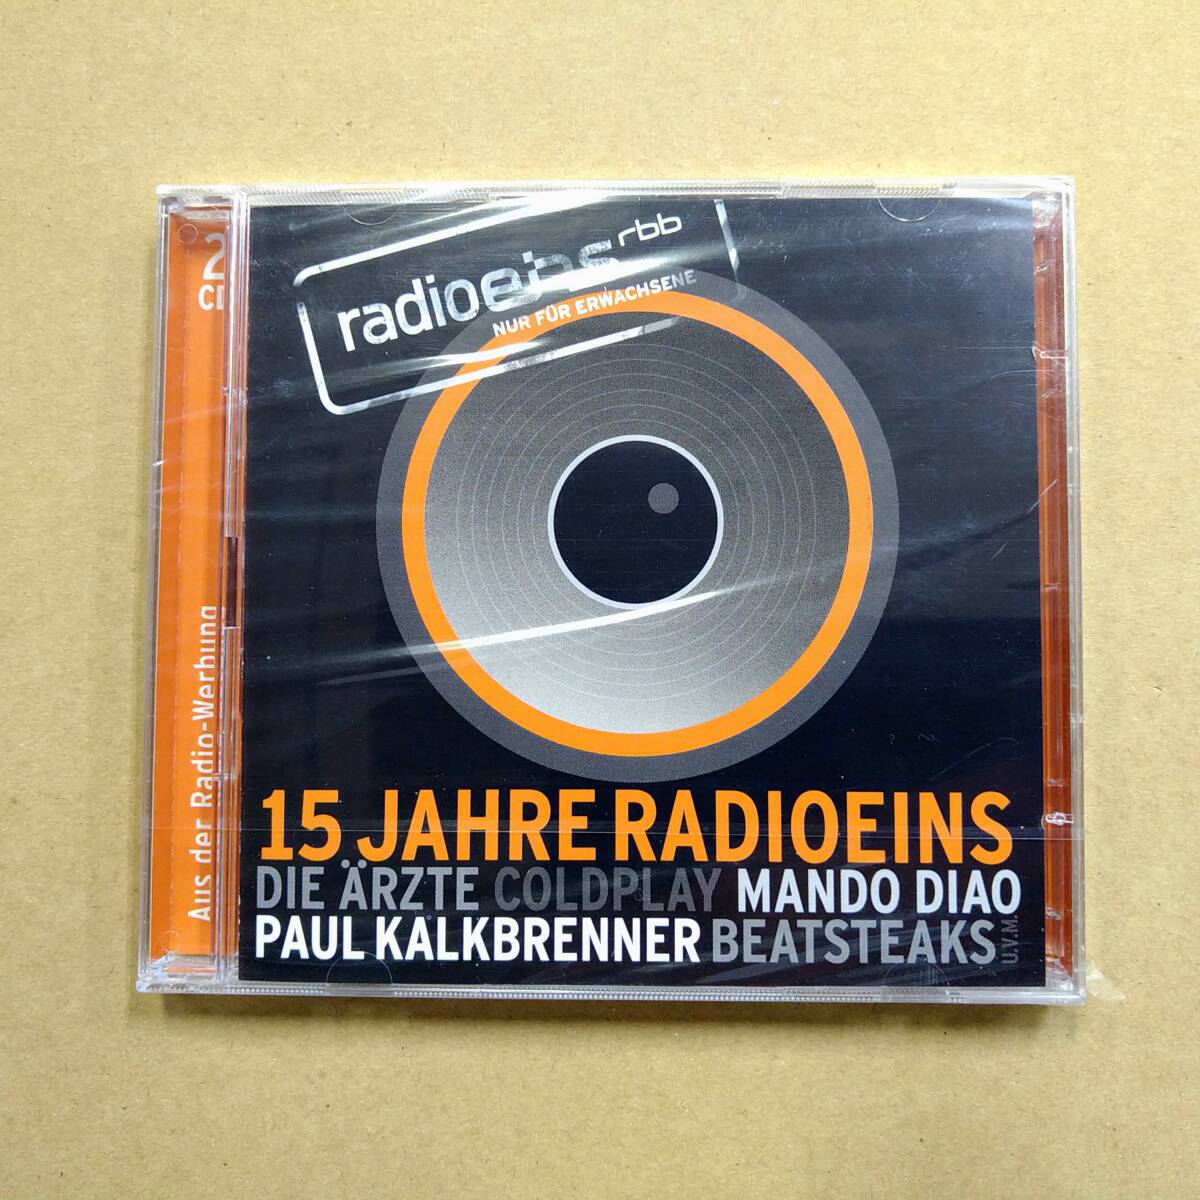 2
CD
radioeins rbb
NUR FÜR ERWACHSENE
Aus der Radio-Werbung
15 JAHRE RADIOEINS
DIE ÄRZTE COLDPLAY MANDO DIAO
PAUL KALKBRENNER BEATSTEAKS U.V.M.